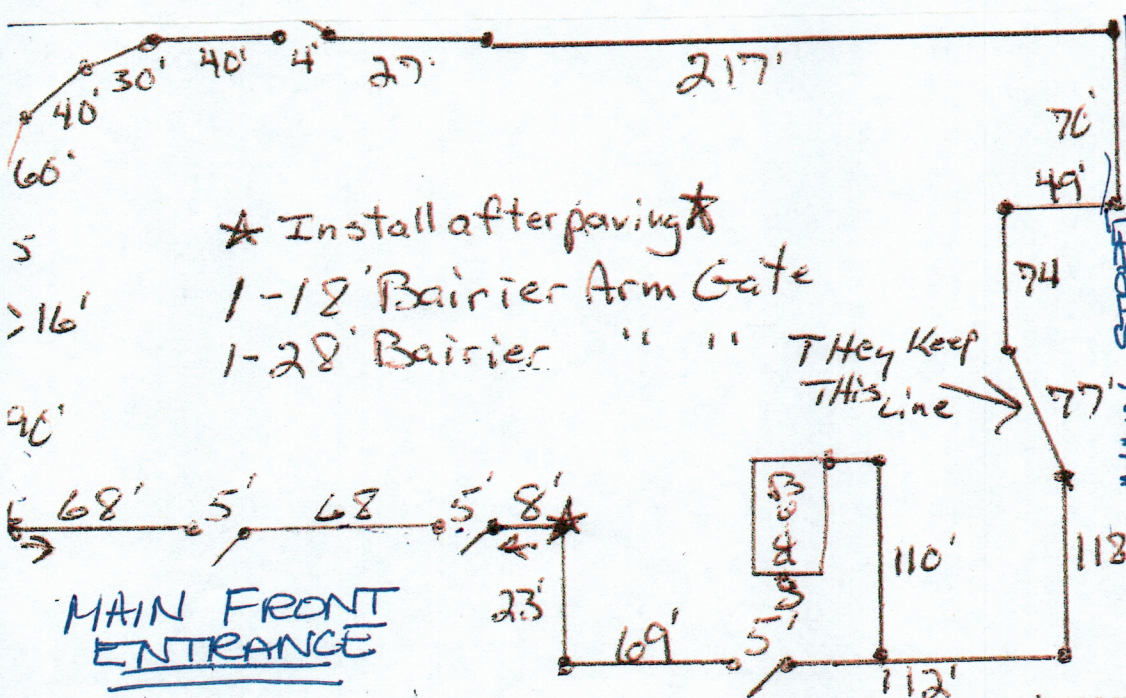 40' 4' 27' 217'
30'
40'
60'
70'
49'
☆ Install after paving ☆
5
1-18' Bairier Arm Gate
74
16'
1-28' Bairier " "
THey Keep
THis Line
77'
90'
68' 5' 68 5' 8'
110'
118
MAIN FRONT
ENTRANCE
23'
69' 5'
112'